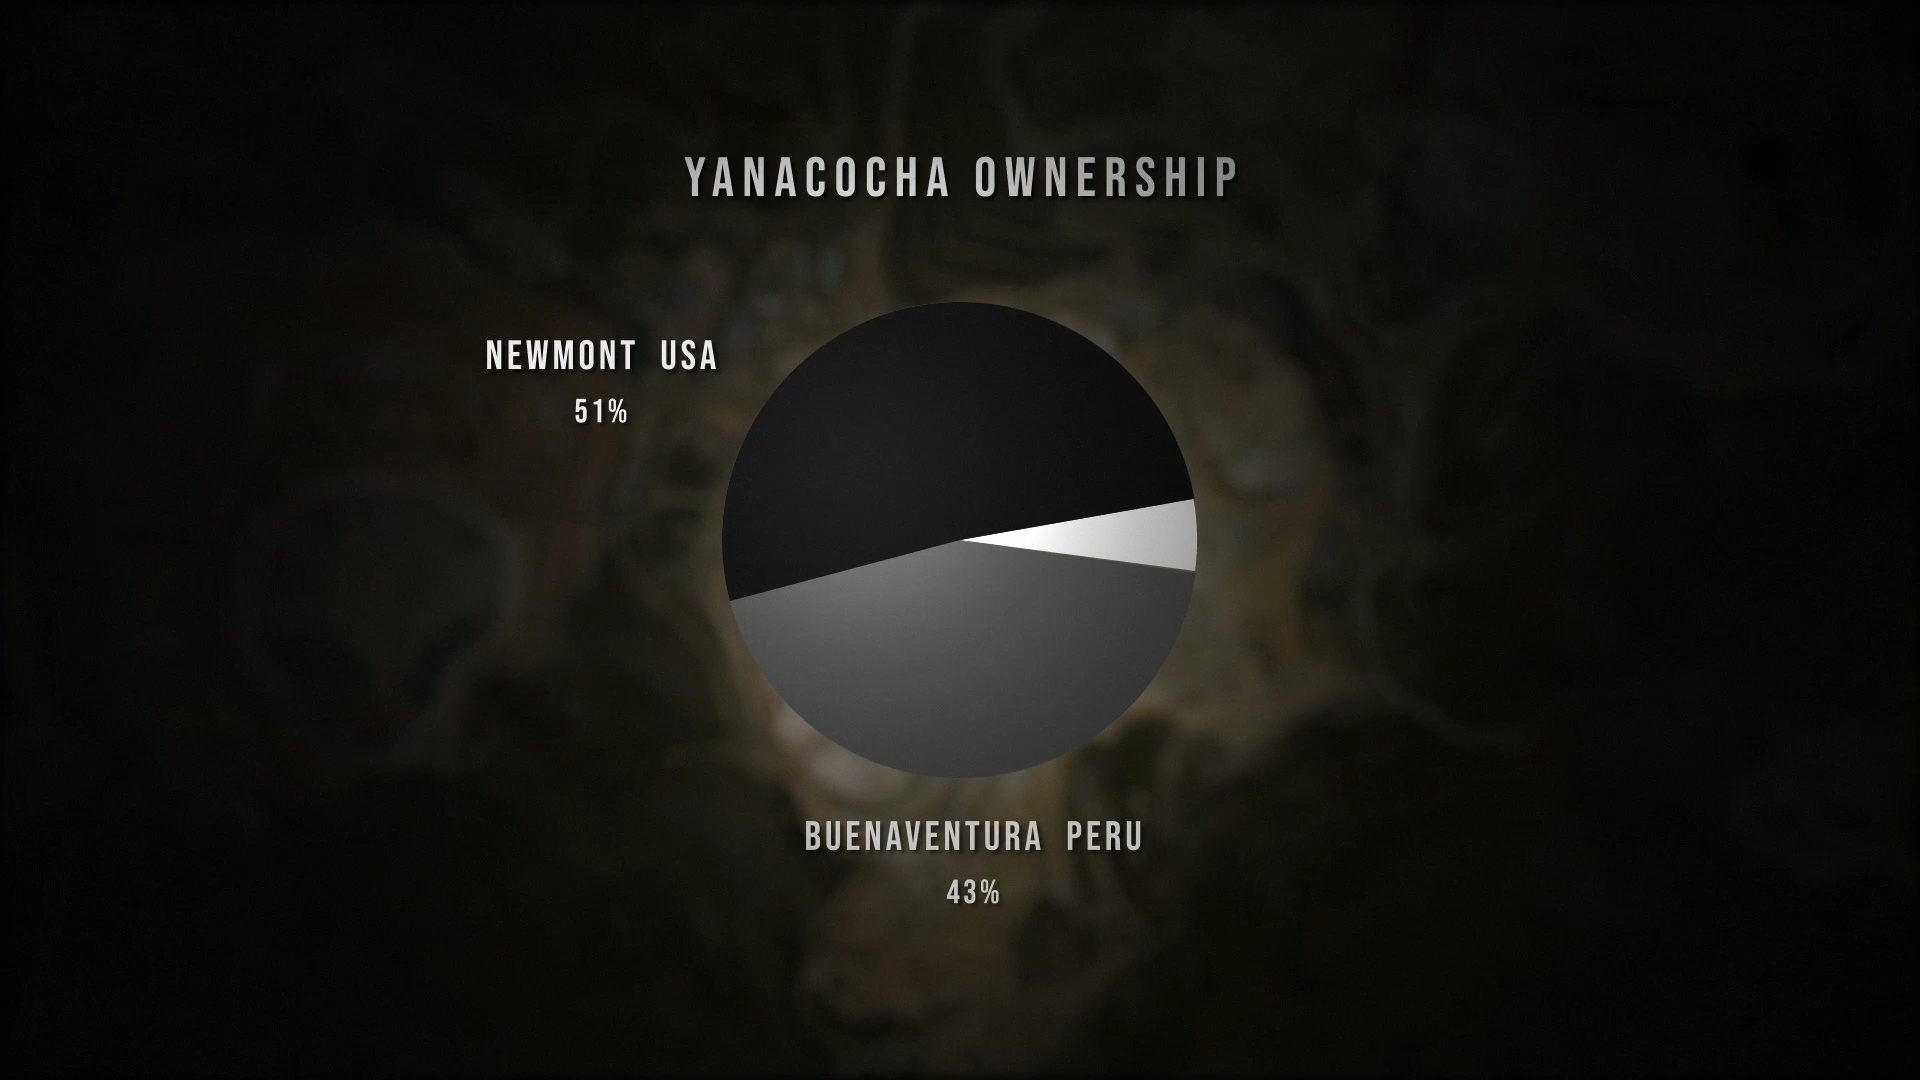 YANACOCHA OWNERSHIP
NEWMONT USA
51%
BUENAVENTURA PERU
43%